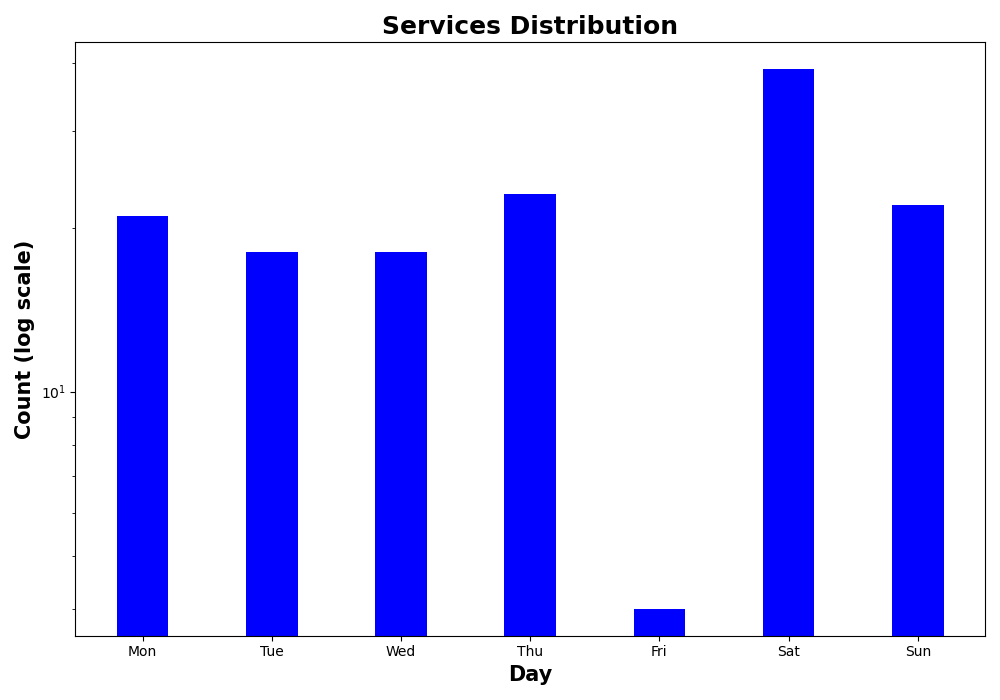 Services Distribution
Count (log scale)
10¹
Mon Tue Wed Thu Fri Sat Sun
Day